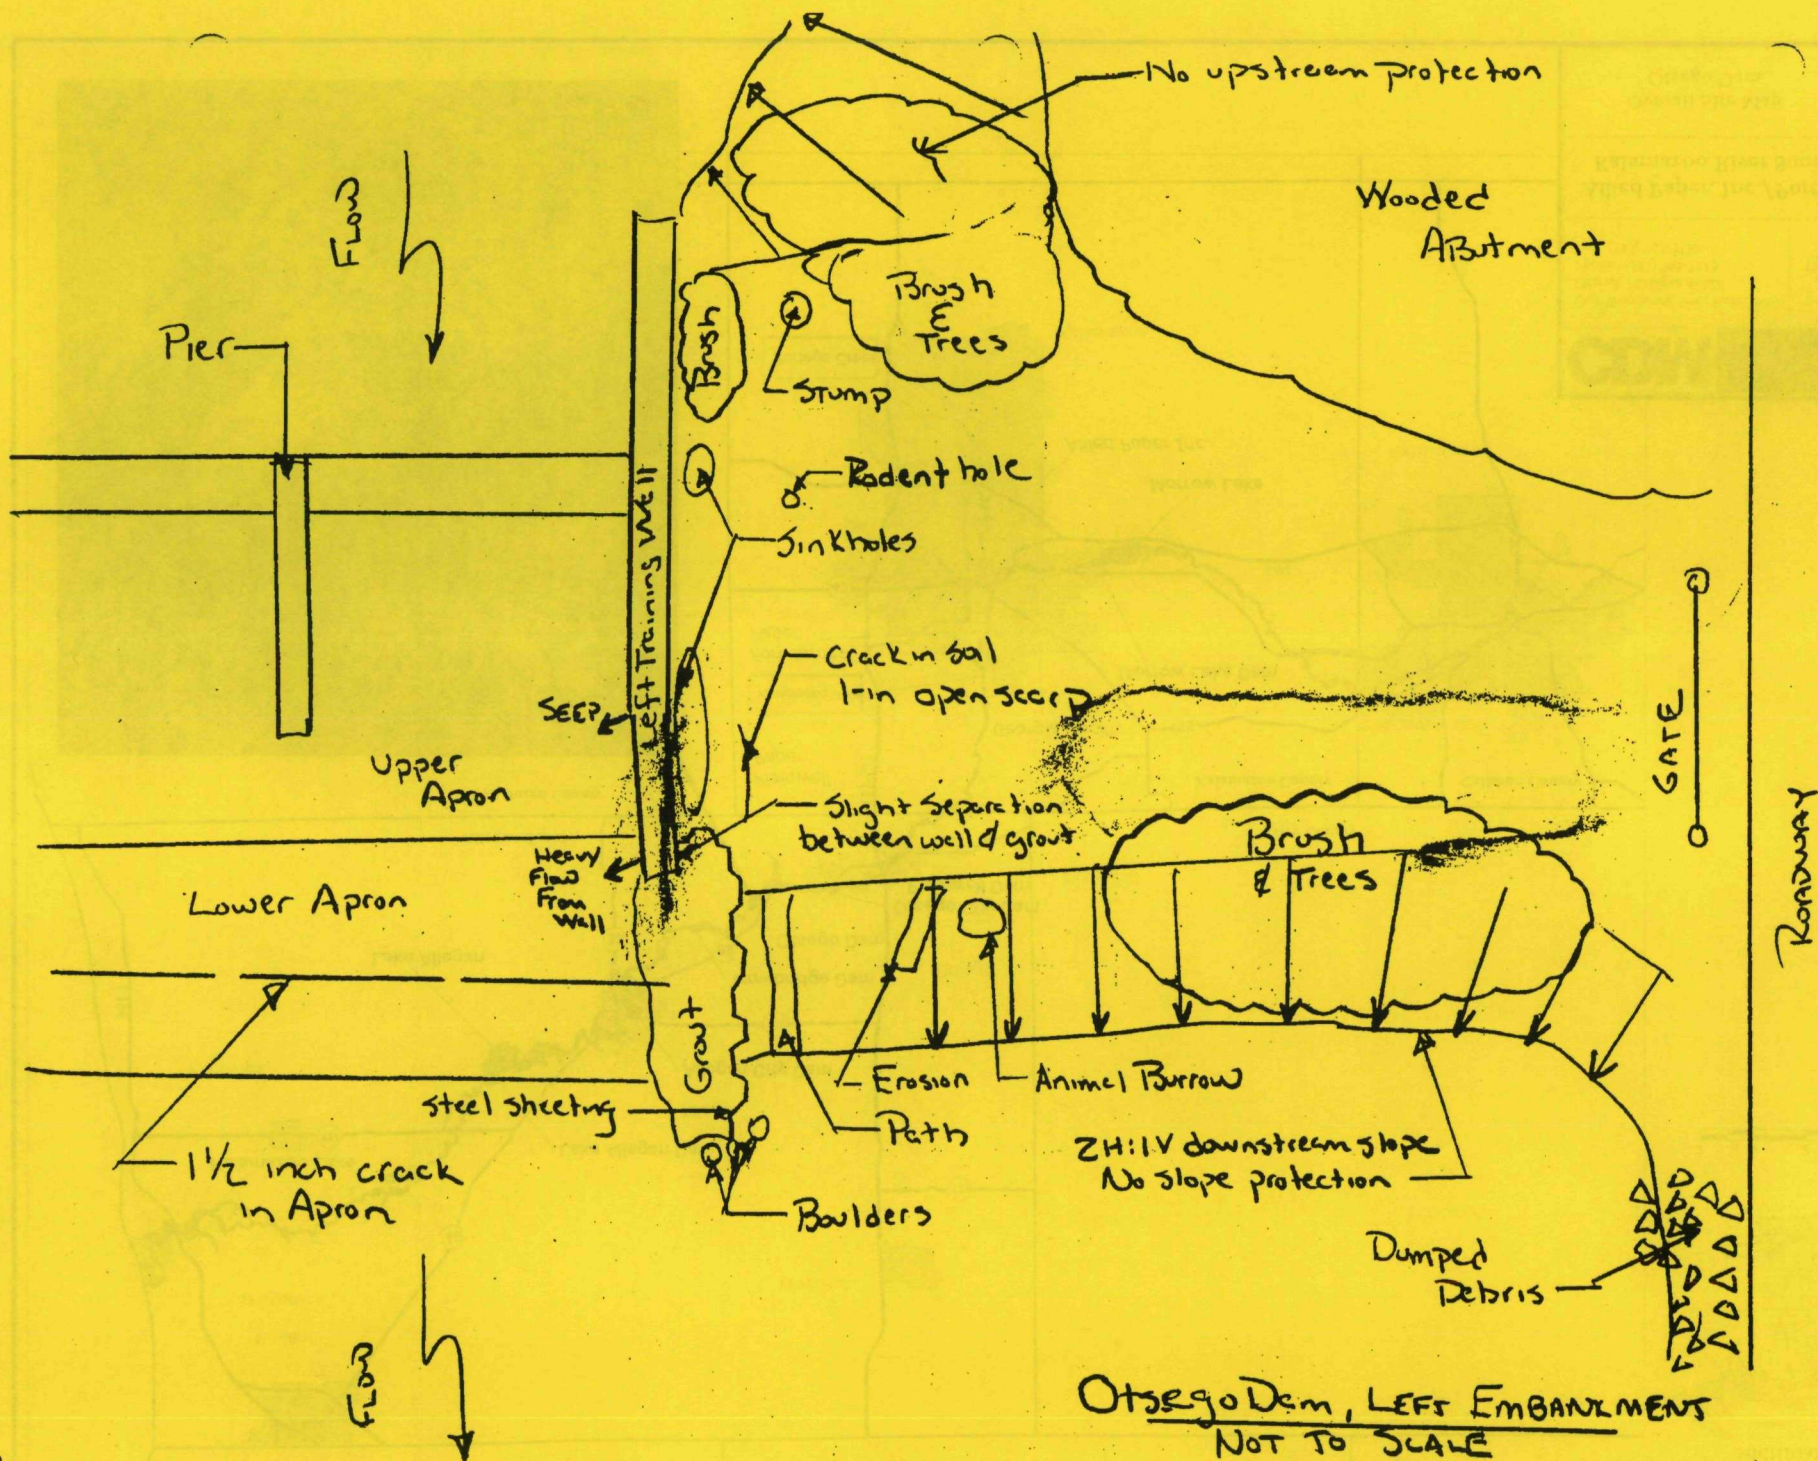 No upstream protection
Wooded
Abutment
Flow
Pier
Brush
&
Trees
Brush
Stump
Rodent hole
Sinkholes
Left Training Wall
Crack in soil
1-in open scarp
SEEP
GATE
ROADWAY
Upper
Apron
Slight Separation
between wall & grout
Brush
& Trees
Heavy
Flow
From
Wall
Lower Apron
Grout
Erosion
Animal Burrow
steel sheeting
Path
2H:1V downstream slope
No slope protection
1 1/2 inch crack
in Apron
Boulders
Dumped
Debris
Flow
Otsego Dam, LEFT EMBANKMENT
NOT TO SCALE